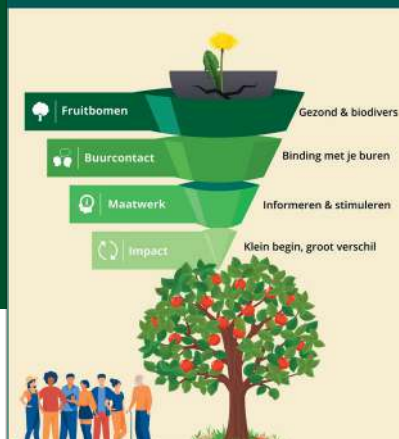 Fruitbomen
Gezond & biodivers
Buurcontact
Binding met je buren
Maatwerk
Informeren & stimuleren
Impact
Klein begin, groot verschil